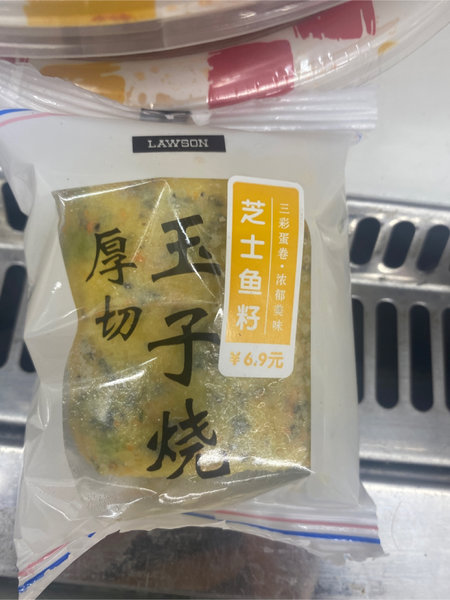 LAWSON
厚切
玉子烧
芝士鱼籽
三彩蛋卷·浓郁美味
¥6.9元